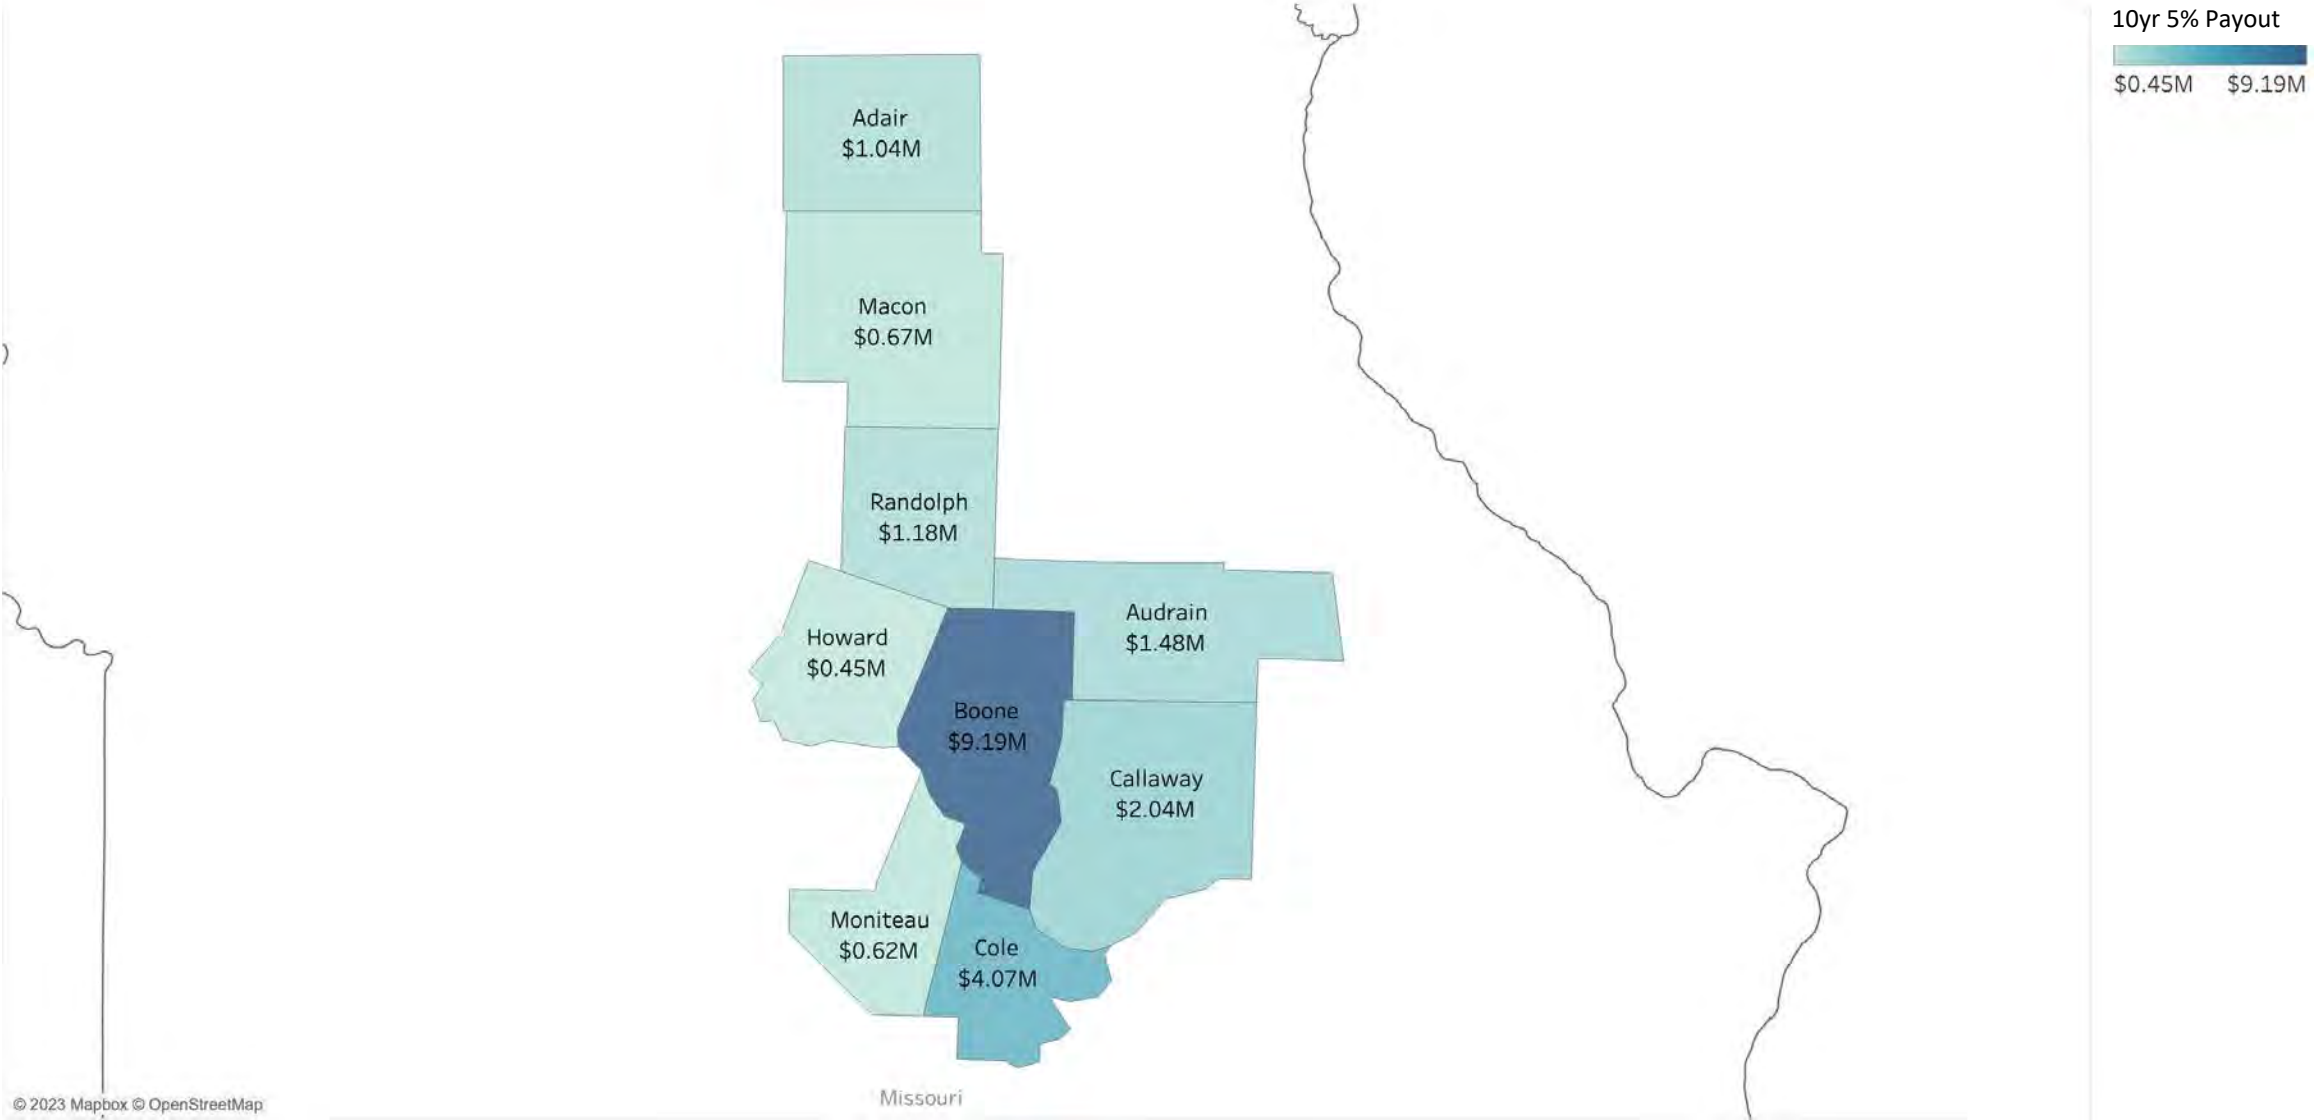 10yr 5% Payout
$0.45M $9.19M
Adair
$1.04M
Macon
$0.67M
Randolph
$1.18M
Audrain
$1.48M
Howard
$0.45M
Boone
$9.19M
Callaway
$2.04M
Moniteau
$0.62M
Cole
$4.07M
Missouri
© 2023 Mapbox © OpenStreetMap